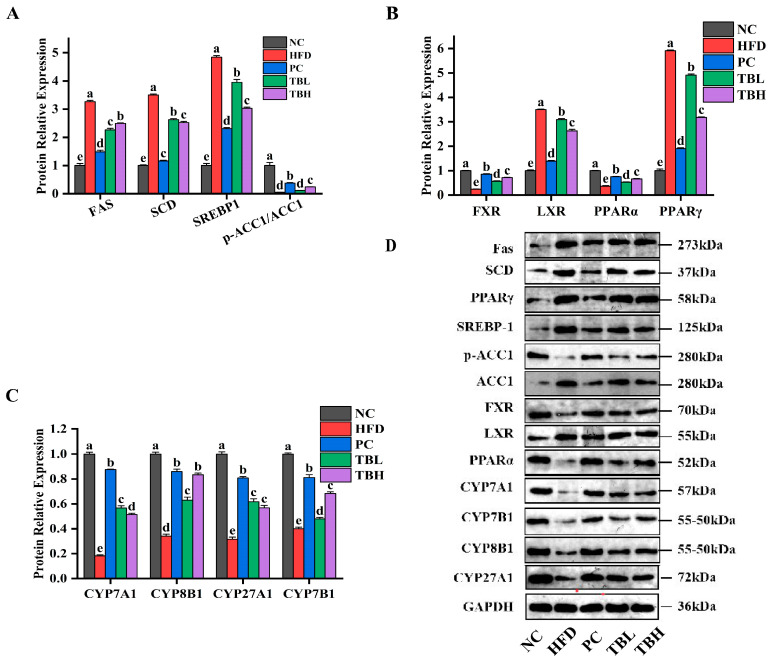 A
Protein Relative Expression
5
4
3
2
1
0
NC
HFD
PC
TBL
TBH
e a d c b
e a d b c
e a d b c
a e b d c
FAS SCD SREBP1 p-ACC1/ACC1
B
Protein Relative Expression
6
5
4
3
2
1
0
NC
HFD
PC
TBL
TBH
a e b d c
e a d b c
a e b d c
e a d b c
FXR LXR PPARα PPARγ
C
Protein Relative Expression
1.2
1.0
0.8
0.6
0.4
0.2
0.0
NC
HFD
PC
TBL
TBH
a e b c d
a d b c b
a e b c d
a e b d c
CYP7A1 CYP8B1 CYP27A1 CYP7B1
D
Fas 273kDa
SCD 37kDa
PPARγ 58kDa
SREBP-1 125kDa
p-ACC1 280kDa
ACC1 280kDa
FXR 70kDa
LXR 55kDa
PPARα 52kDa
CYP7A1 57kDa
CYP7B1 55-50kDa
CYP8B1 55-50kDa
CYP27A1 72kDa
GAPDH 36kDa
NC HFD PC TBL TBH